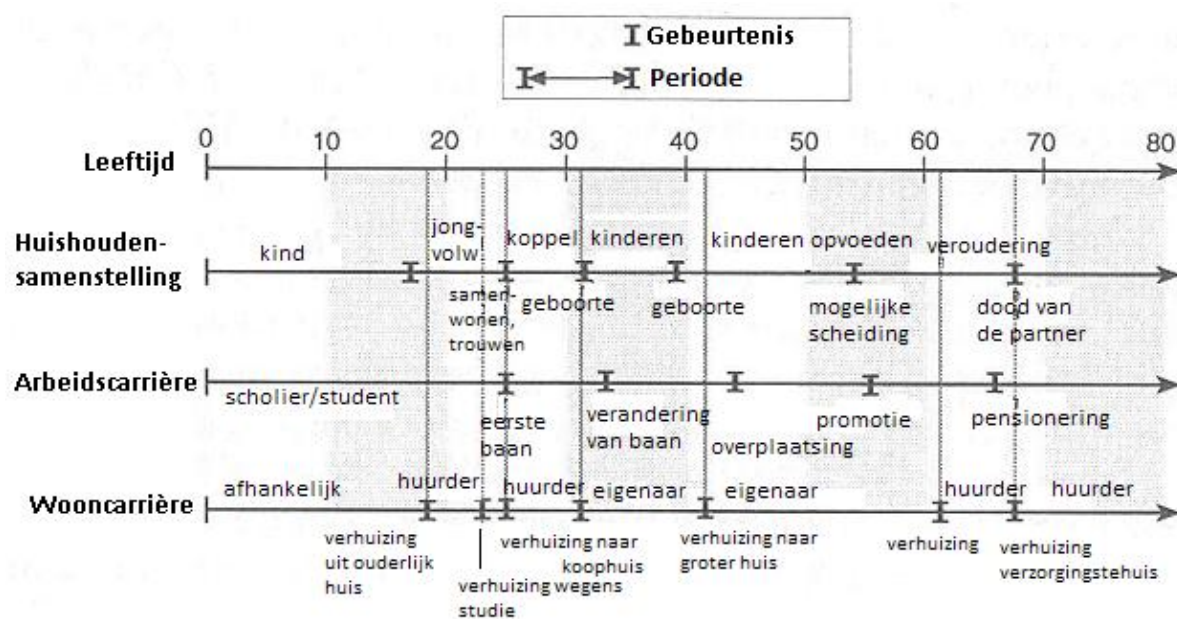 Gebeurtenis
Periode
0 10 20 30 40 50 60 70 80
Leeftijd
Huishouden-
samenstelling
kind
jong-
volw
koppel
kinderen
kinderen opvoeden
veroudering
samen-
wonen,
trouwen
geboorte
geboorte
mogelijke
scheiding
dood van
de partner
Arbeidscarrière
scholier/student
eerste
baan
verandering
van baan
overplaatsing
promotie
pensionering
Wooncarrière
afhankelijk
huurder
huurder
eigenaar
eigenaar
huurder
huurder
verhuizing
uit ouderlijk
huis
verhuizing wegens
studie
verhuizing naar
koophuis
verhuizing naar
groter huis
verhuizing
verhuizing
verzorgingstehuis